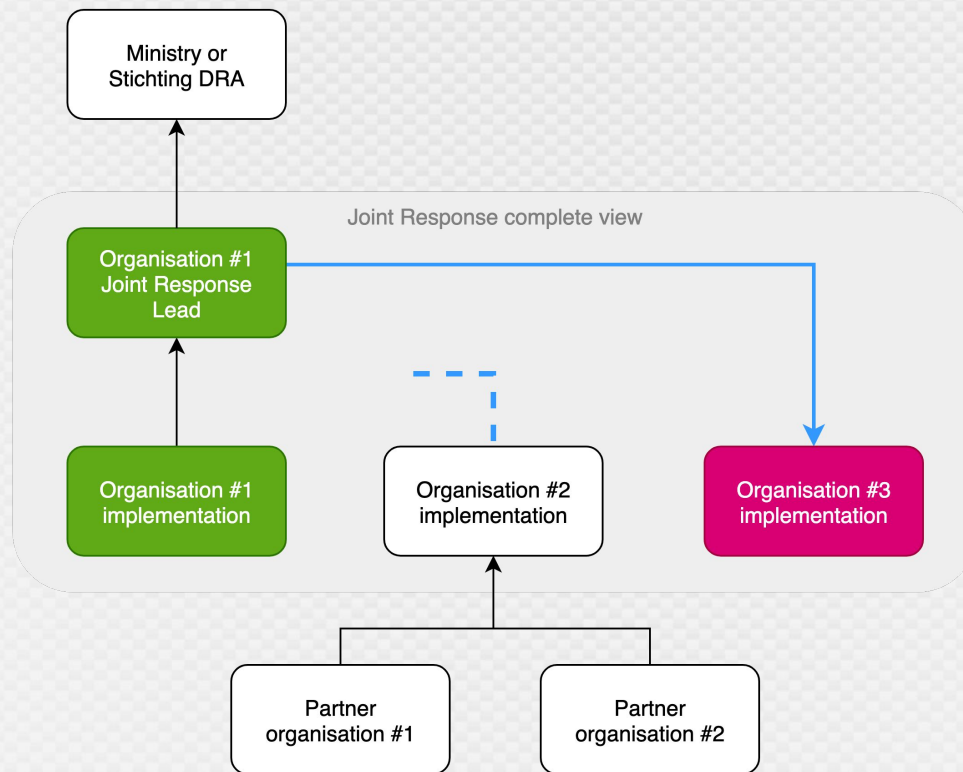 Ministry or
Stichting DRA
Joint Response complete view
Organisation #1
Joint Response
Lead
Organisation #1
implementation
Organisation #2
implementation
Organisation #3
implementation
Partner
organisation #1
Partner
organisation #2